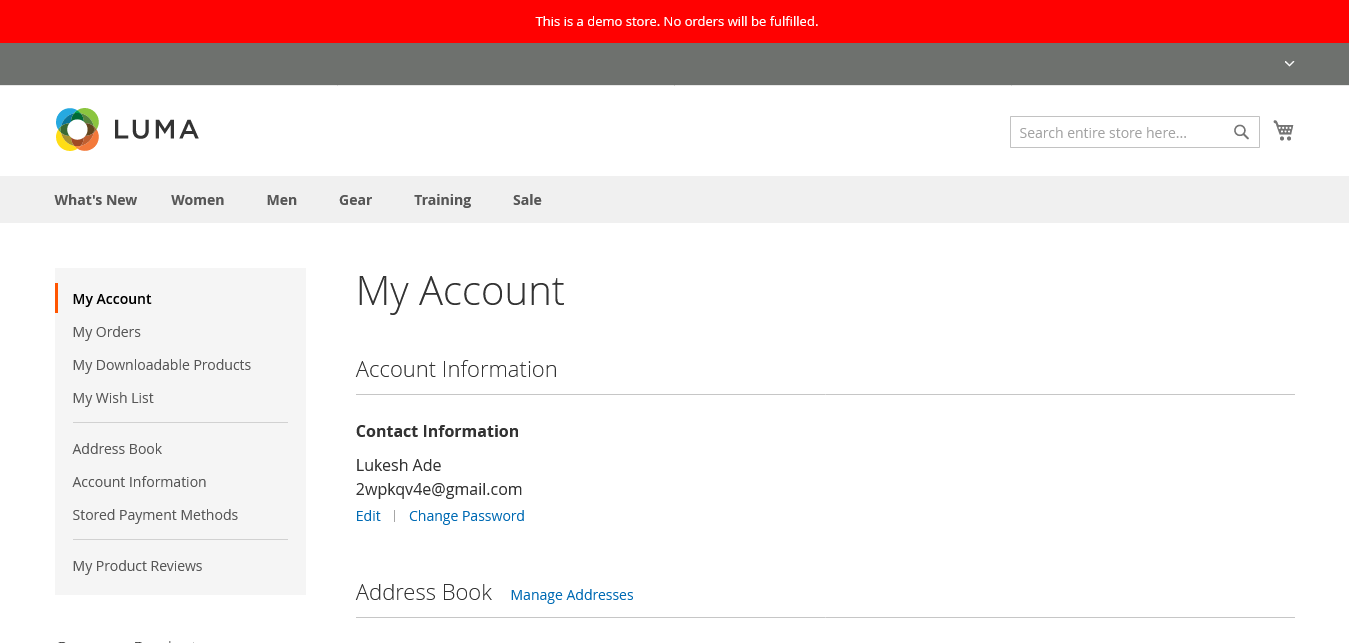 This is a demo store. No orders will be fulfilled.
LUMA
Search entire store here...
What's New Women Men Gear Training Sale
My Account
My Orders
My Downloadable Products
My Wish List
Address Book
Account Information
Stored Payment Methods
My Product Reviews
My Account
Account Information
Contact Information
Lukesh Ade
2wpkqv4e@gmail.com
Edit | Change Password
Address Book Manage Addresses